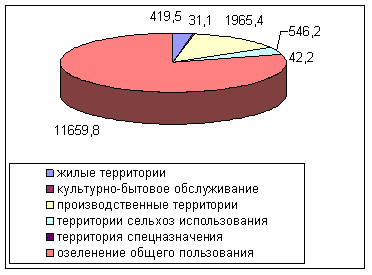 419,5
31,1
1965,4
546,2
42,2
11659,8
жилые территории
культурно-бытовое обслуживание
производственные территории
территории сельхоз использования
территория спецназначения
озеленение общего пользования